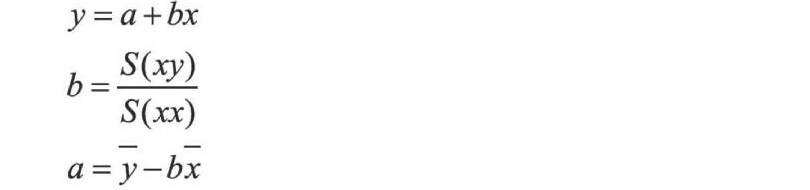 y = a + bx
b = S(xy) / S(xx)
a = y̅ − bx̅